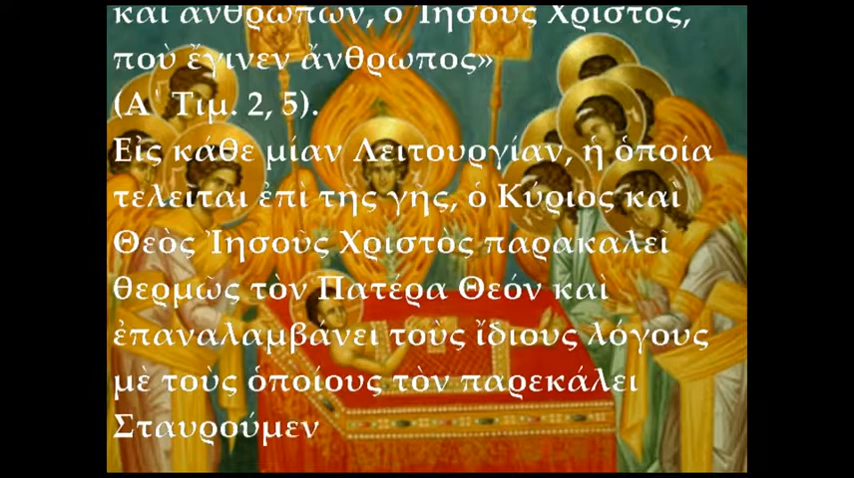 καὶ ἀνθρώπων, ὁ Ἰησοῦς Χριστός,
ποὺ ἔγινεν ἄνθρωπος»
(Α΄ Τιμ. 2, 5).
Εἰς κάθε μίαν Λειτουργίαν, ἡ ὁποία
τελεῖται ἐπὶ τῆς γῆς, ὁ Κύριος καὶ
Θεὸς Ἰησοῦς Χριστὸς παρακαλεῖ
θερμῶς τὸν Πατέρα Θεόν καὶ
ἐπαναλαμβάνει τοὺς ἴδιους λόγους
μὲ τοὺς ὁποίους τὸν παρεκάλει
Σταυρούμεν